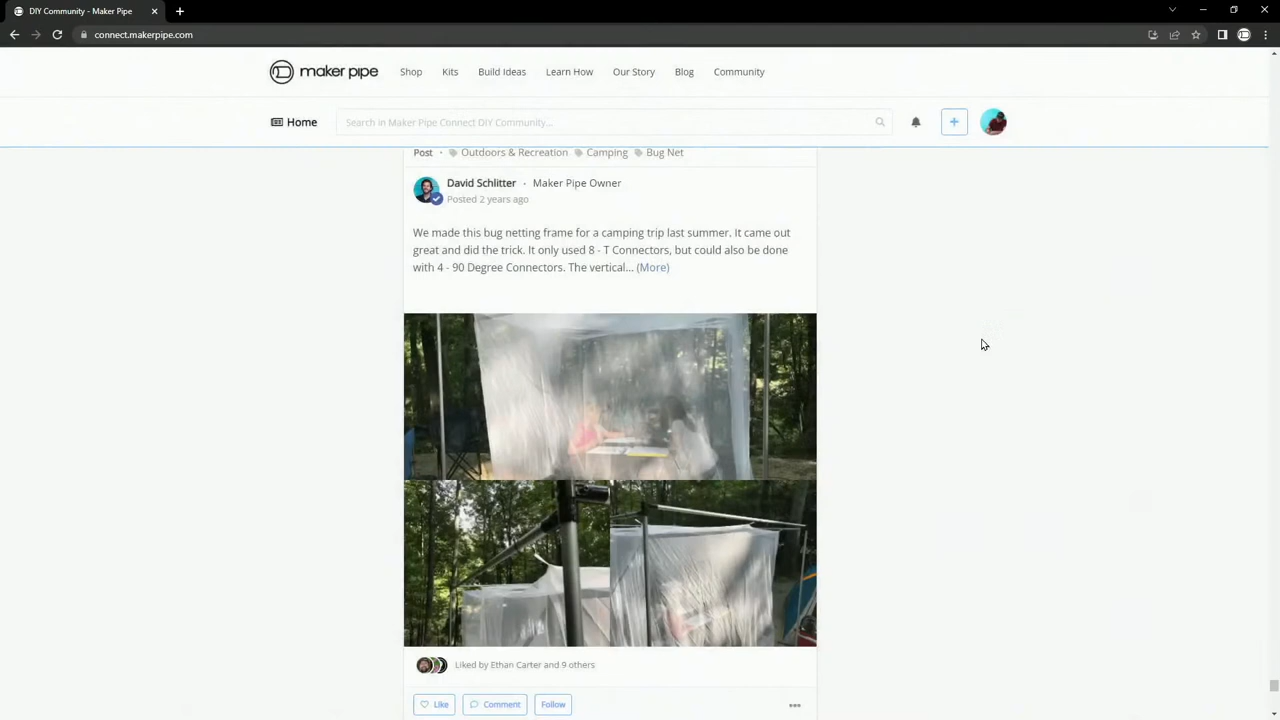 DIY Community - Maker Pipe
connect.makerpipe.com
maker pipe Shop Kits Build Ideas Learn How Our Story Blog Community
Home Search in Maker Pipe Connect DIY Community...
Post · Outdoors & Recreation Camping Bug Net
David Schlitter · Maker Pipe Owner
Posted 2 years ago
We made this bug netting frame for a camping trip last summer. It came out
great and did the trick. It only used 8 - T Connectors, but could also be done
with 4 - 90 Degree Connectors. The vertical... (More)
Liked by Ethan Carter and 9 others
Like Comment Follow